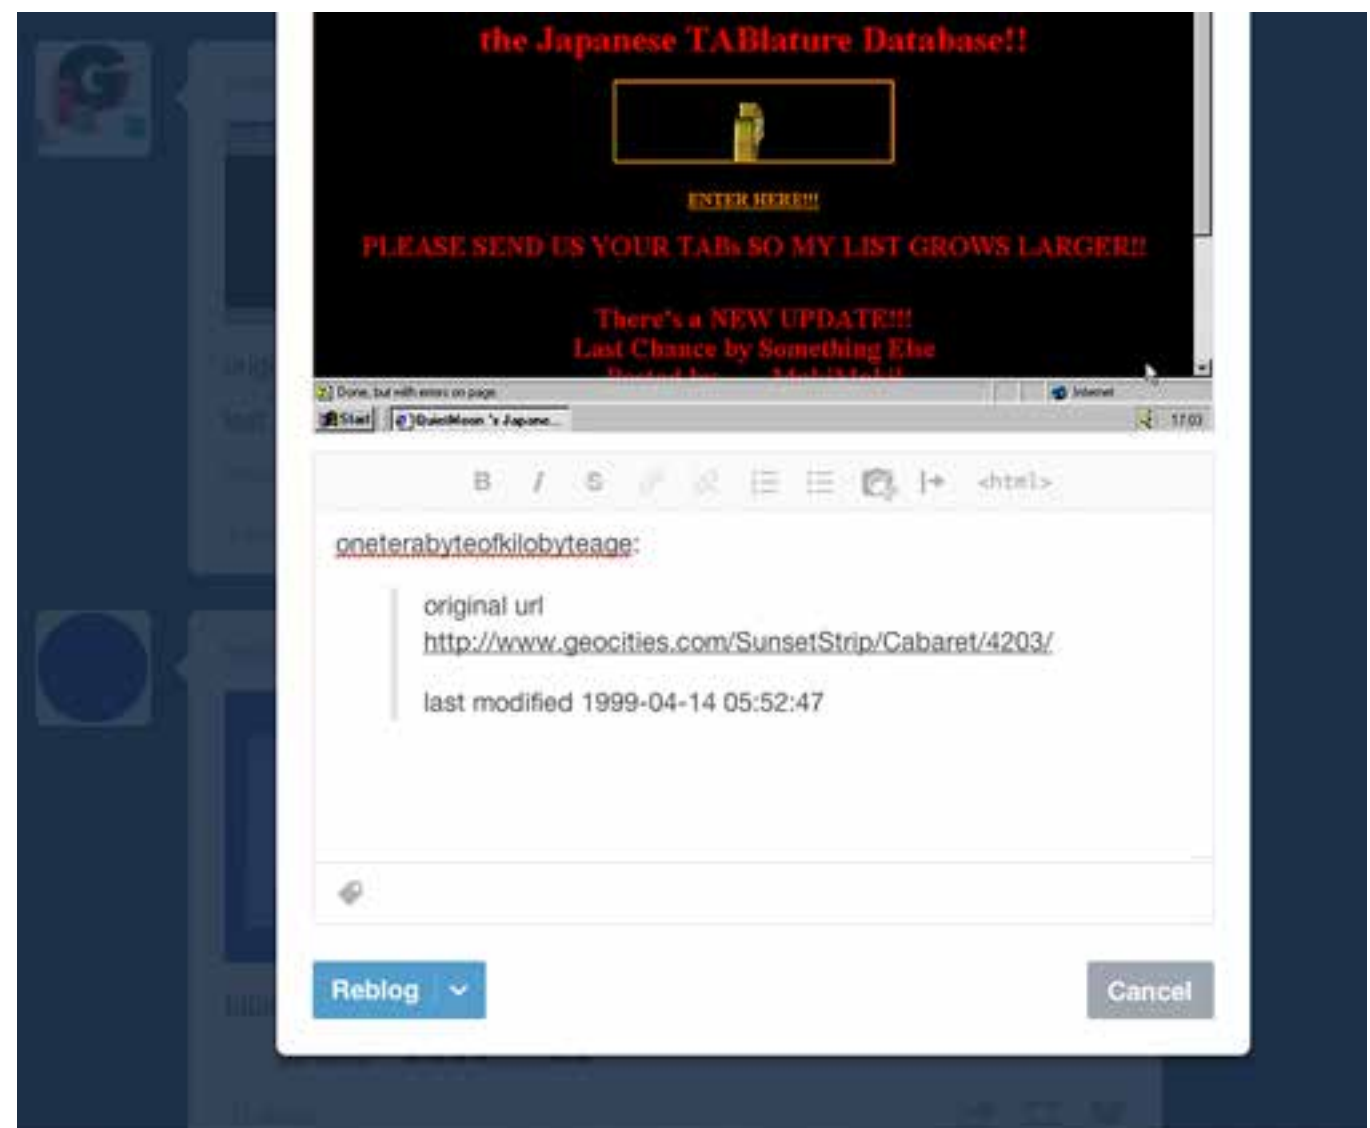 G
the Japanese TABlature Database!!
ENTER HERE!!!
PLEASE SEND US YOUR TABs SO MY LIST GROWS LARGER!!
There's a NEW UPDATE!!!
Last Chance by Something Else
Done, but with errors on page.
Internet
Start
QuietMoon 's Japane...
17:03
B I S <html>
oneterabyteofkilobyteage:
original url
http://www.geocities.com/SunsetStrip/Cabaret/4203/
last modified 1999-04-14 05:52:47
Reblog
Cancel